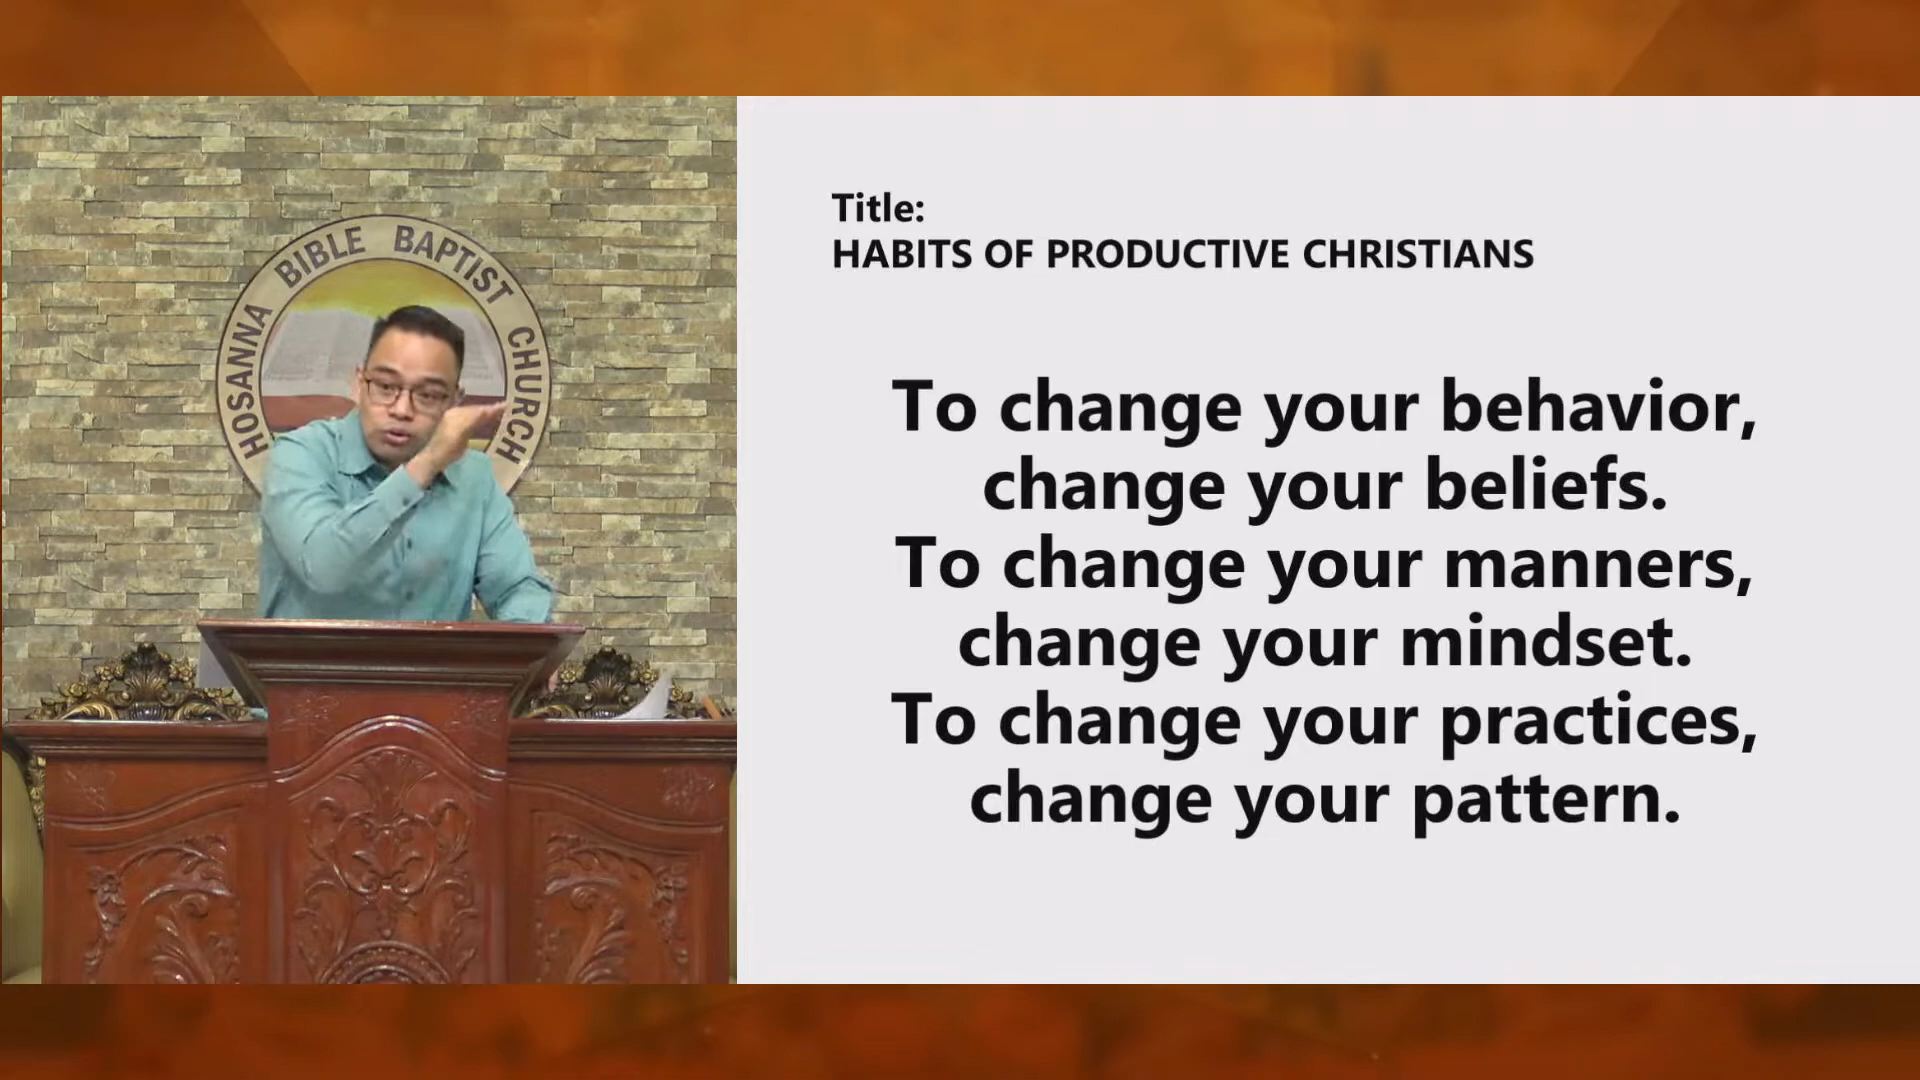 HOSANNA BIBLE BAPTIST CHURCH
Title:
HABITS OF PRODUCTIVE CHRISTIANS
To change your behavior,
change your beliefs.
To change your manners,
change your mindset.
To change your practices,
change your pattern.